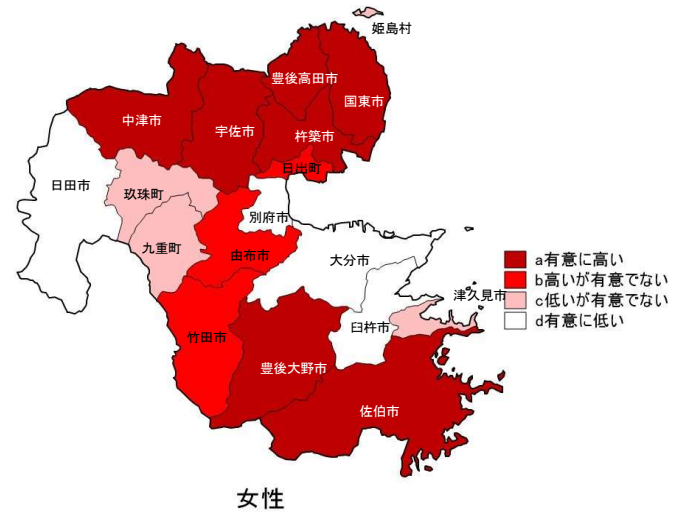 姫島村
豊後高田市
国東市
中津市
宇佐市
杵築市
日出町
日田市
玖珠町
別府市
九重町
由布市
大分市
a有意に高い
b高いが有意でない
c低いが有意でない
d有意に低い
津久見市
臼杵市
竹田市
豊後大野市
佐伯市
女性